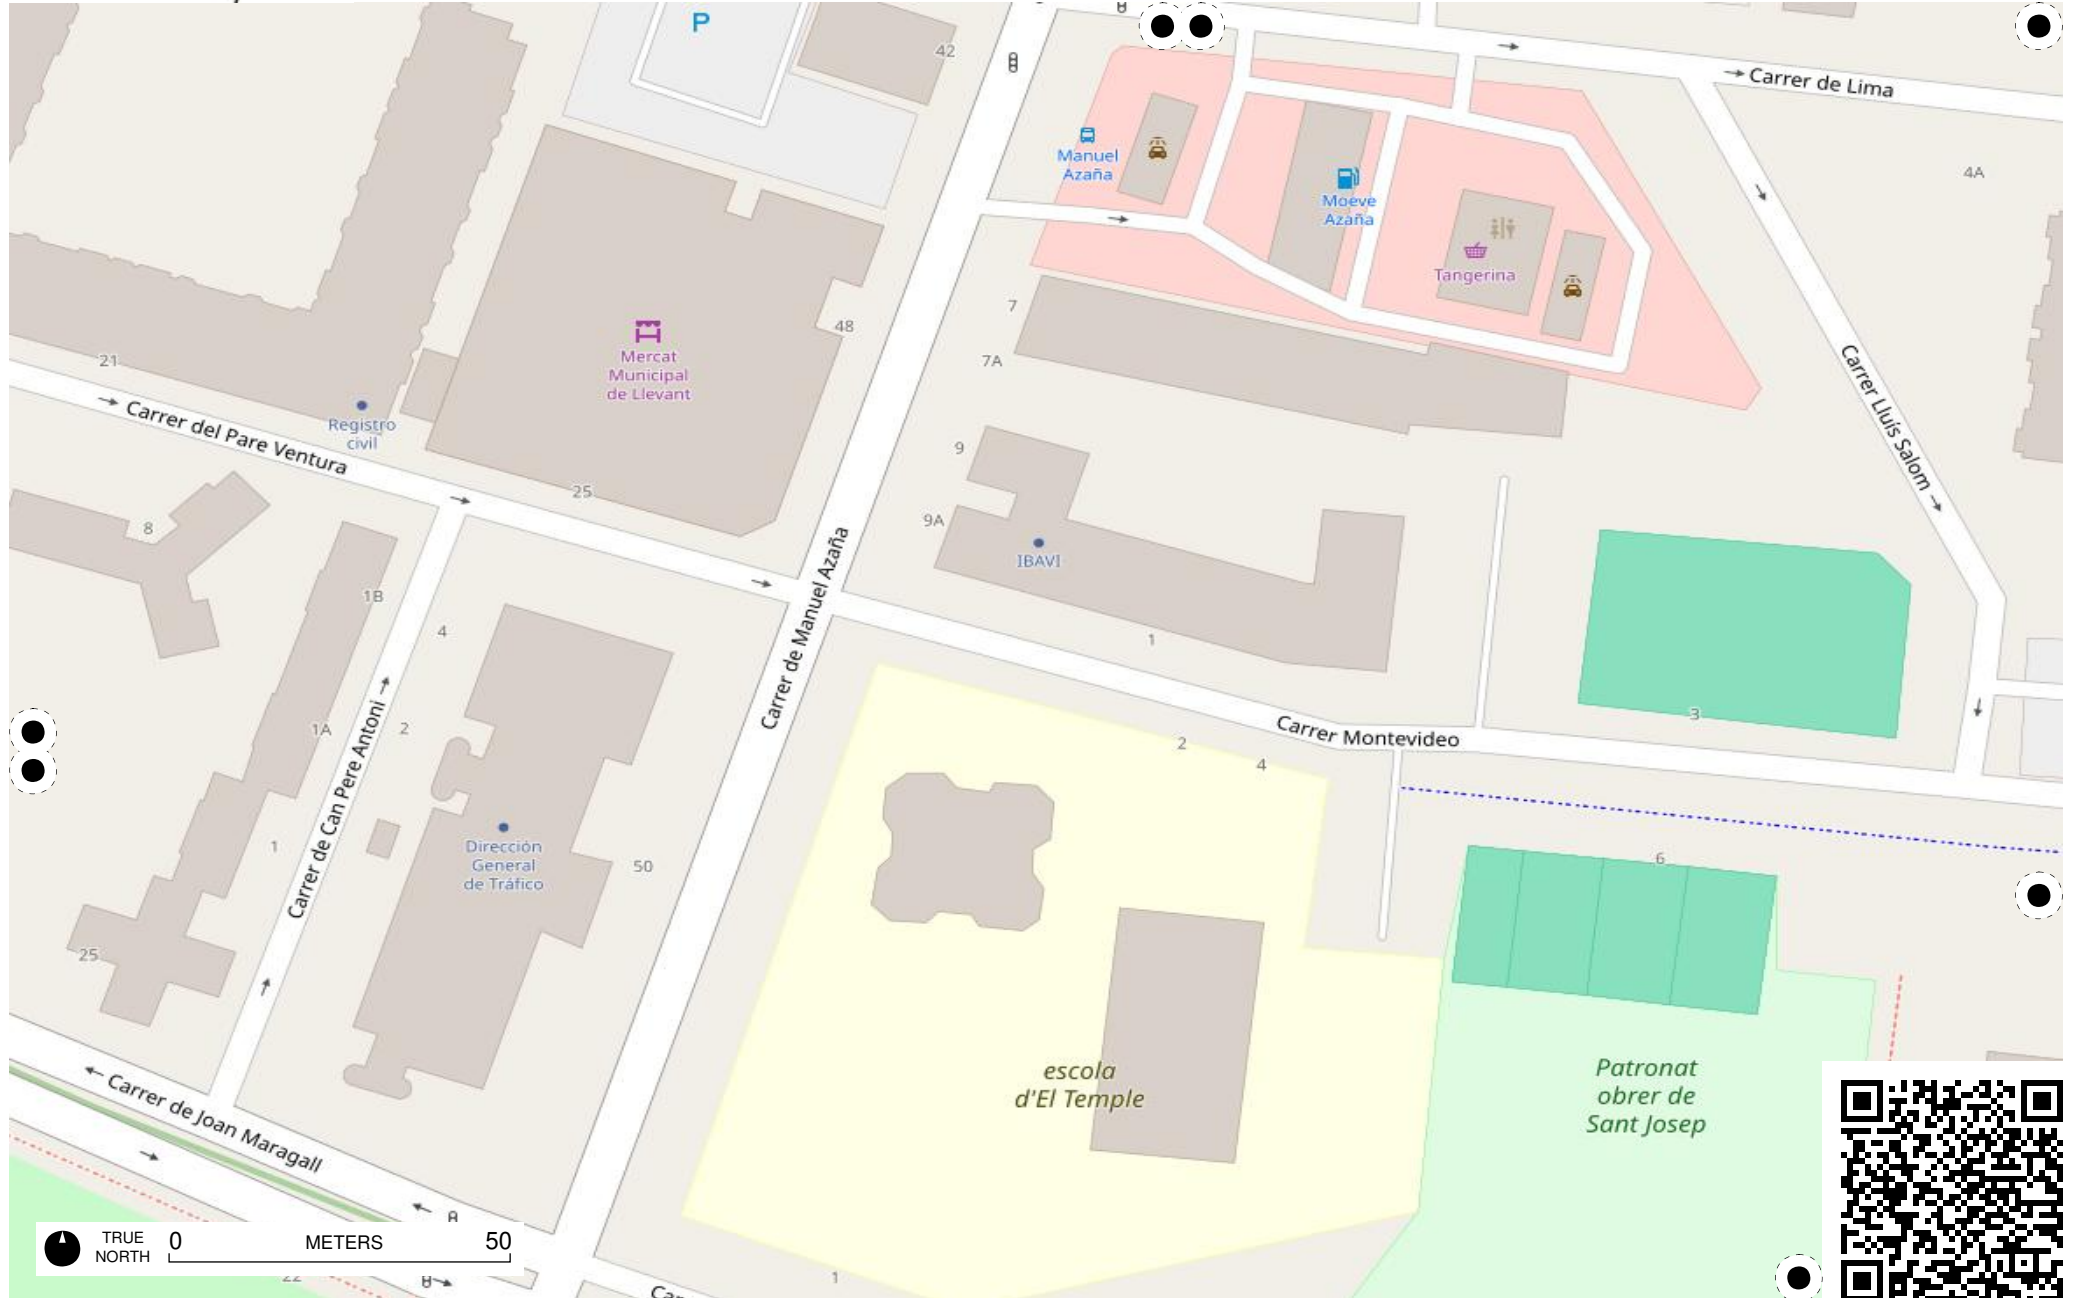 P
42
Carrer de Lima
Manuel
Azaña
4A
Moeve
Azaña
Tangerina
7
48
7A
Mercat
Municipal
de Llevant
21
Carrer del Pare Ventura
Registro
civil
Carrer Lluís Salom
9
25
8
9A
IBAVI
1B
4
1
Carrer de Manuel Azaña
1A
2
3
Carrer Montevideo
2
4
Carrer de Can Pere Antoni
1
Dirección
General
de Tráfico
50
6
25
escola
d'El Temple
Patronat
obrer de
Sant Josep
Carrer de Joan Maragall
TRUE
NORTH
0 METERS 50
22
1